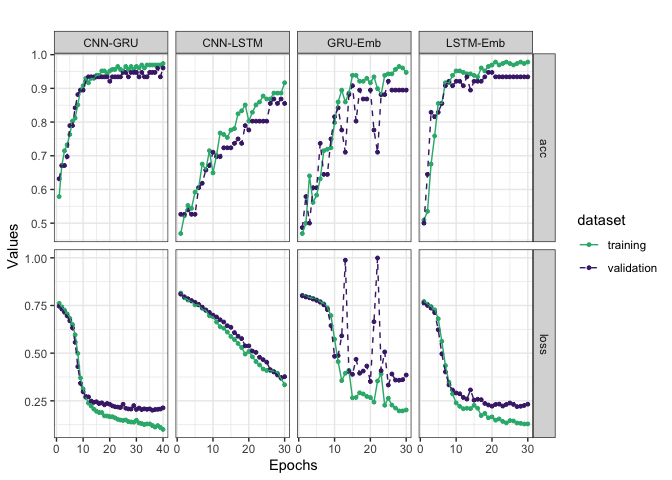 CNN-GRU CNN-LSTM GRU-Emb LSTM-Emb
1.0
0.9
0.8
0.7
0.6
0.5
acc
Values
1.00
0.75
0.50
0.25
loss
0 10 20 30 40 0 10 20 30 0 10 20 30 0 10 20 30
Epochs
dataset
training
validation